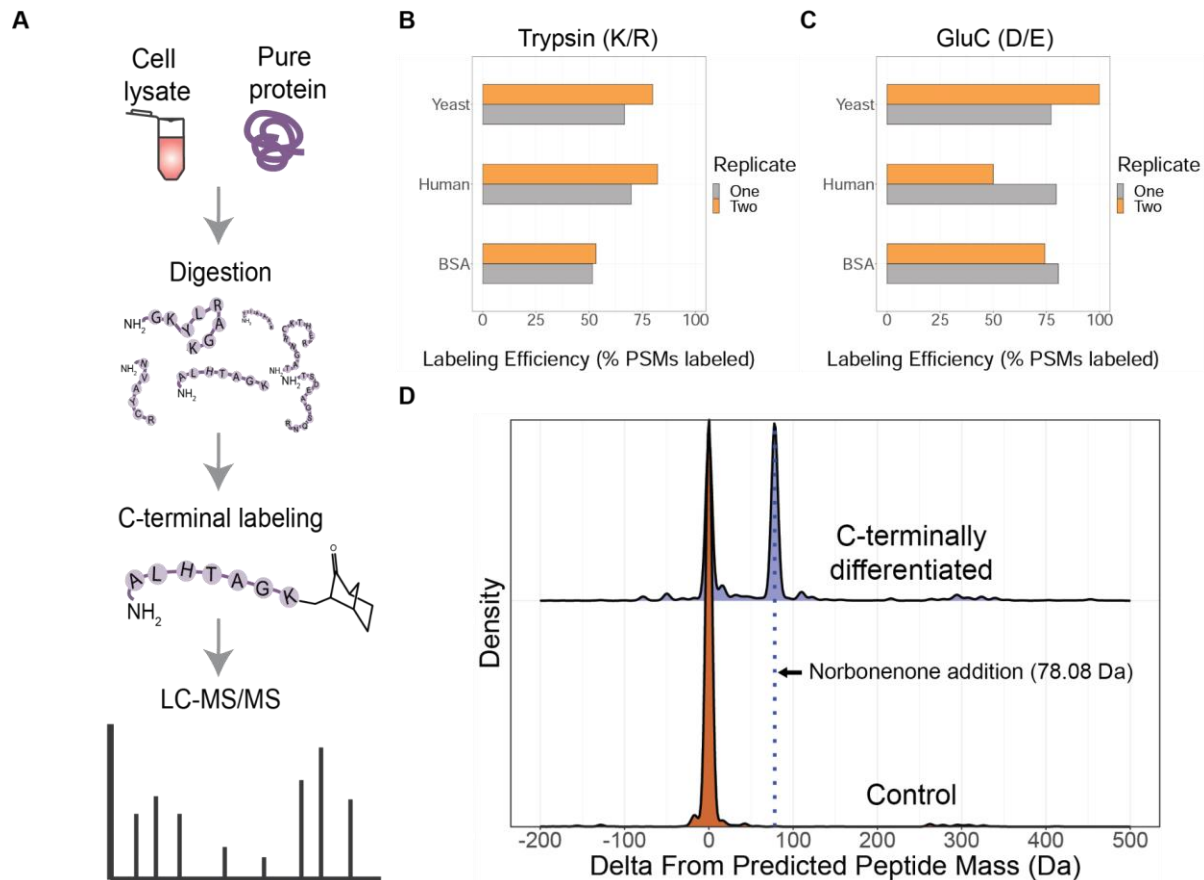 A
Cell
lysate
Pure
protein
Digestion
NH2
G K Y L R
A
G
K
NH2
N
V
A
Y
C
R
NH2
A L H T A G K
NH
NH2
C-terminal labeling
A L H T A G K
NH2
O
LC-MS/MS
B
Trypsin (K/R)
Yeast
Human
BSA
0 25 50 75 100
Labeling Efficiency (% PSMs labeled)
Replicate
One
Two
C
GluC (D/E)
Yeast
Human
BSA
0 25 50 75 100
Labeling Efficiency (% PSMs labeled)
Replicate
One
Two
D
Density
C-terminally
differentiated
Norbonenone addition (78.08 Da)
Control
-200 -100 0 100 200 300 400 500
Delta From Predicted Peptide Mass (Da)